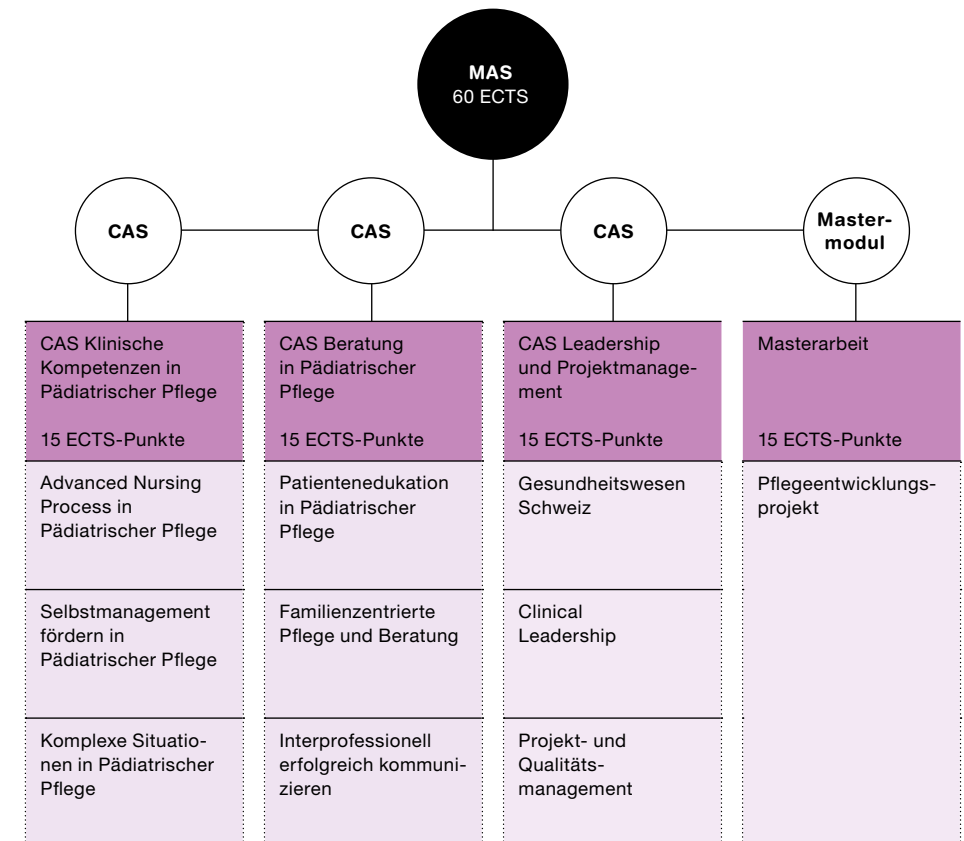 MAS
60 ECTS
CAS
CAS
CAS
Master-
modul
CAS Klinische
Kompetenzen in
Pädiatrischer Pflege
15 ECTS-Punkte
Advanced Nursing
Process in
Pädiatrischer Pflege
Selbstmanagement
fördern in
Pädiatrischer Pflege
Komplexe Situatio-
nen in Pädiatrischer
Pflege
CAS Beratung
in Pädiatrischer
Pflege
15 ECTS-Punkte
Patientenedukation
in Pädiatrischer
Pflege
Familienzentrierte
Pflege und Beratung
Interprofessionell
erfolgreich kommuni-
zieren
CAS Leadership
und Projektmanage-
ment
15 ECTS-Punkte
Gesundheitswesen
Schweiz
Clinical
Leadership
Projekt- und
Qualitäts-
management
Masterarbeit
15 ECTS-Punkte
Pflegeentwicklungs-
projekt